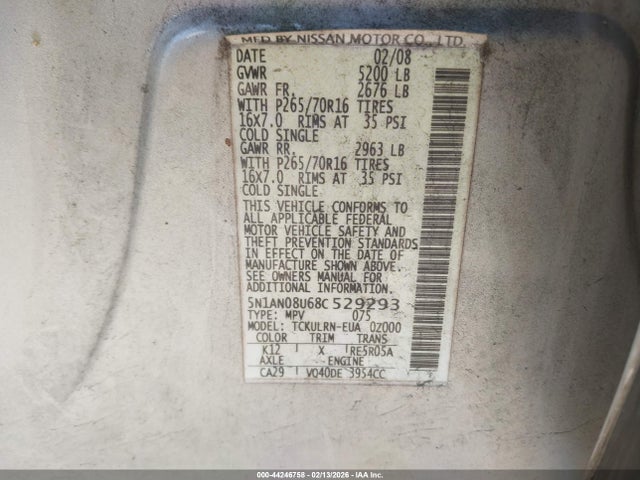 MFD BY NISSAN MOTOR CO., LTD.
DATE 02/08
GVWR 5200 LB
GAWR FR. 2676 LB
WITH P265/70R16 TIRES
16X7.0 RIMS AT 35 PSI
COLD SINGLE
GAWR RR. 2963 LB
WITH P265/70R16 TIRES
16X7.0 RIMS AT 35 PSI
COLD SINGLE
THIS VEHICLE CONFORMS TO
ALL APPLICABLE FEDERAL
MOTOR VEHICLE SAFETY AND
THEFT PREVENTION STANDARDS
IN EFFECT ON THE DATE OF
MANUFACTURE SHOWN ABOVE.
SEE OWNERS MANUAL FOR
ADDITIONAL INFORMATION.
5N1AN08U68C529293
TYPE: MPV 075
MODEL: TCKULRN-EUA 0Z000
COLOR TRIM TRANS
K12 X RE5R05A
AXLE ENGINE
CA29 VQ40DE 3954CC
000-44246758 - 02/13/2026 - IAA Inc.